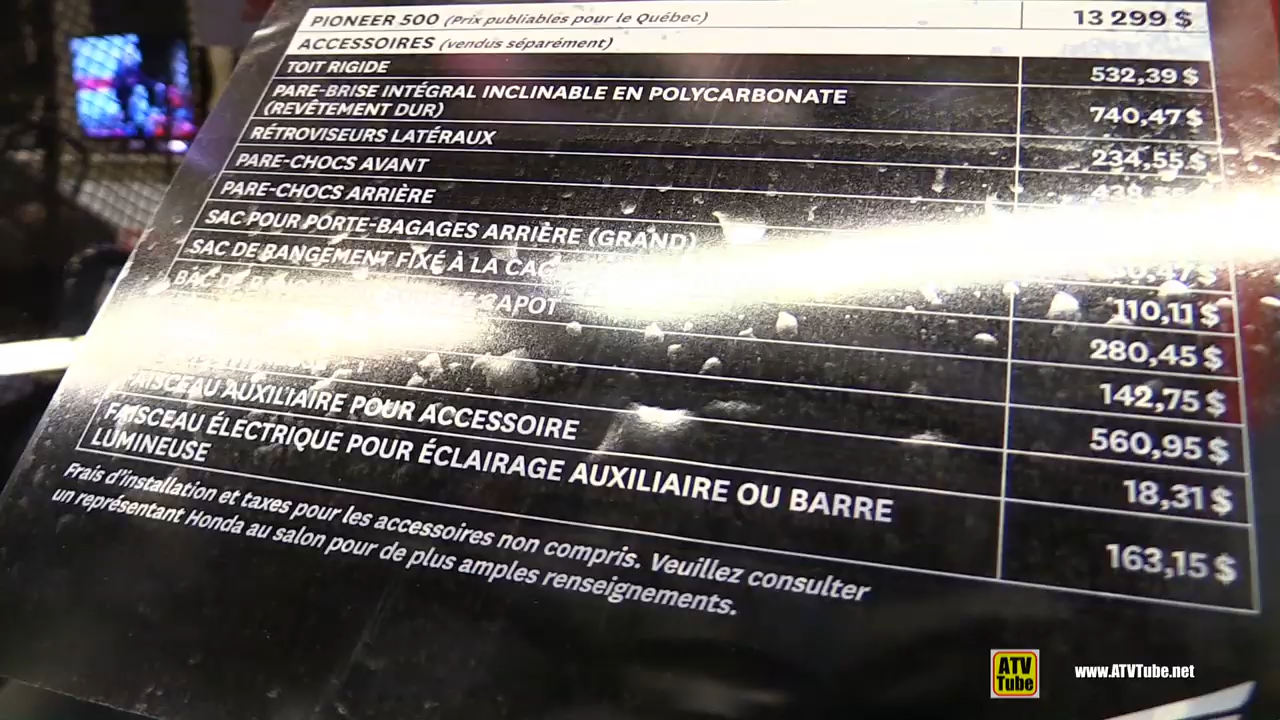 PIONEER 500 (Prix publiables pour le Québec) 13 299 $
ACCESSOIRES (vendus séparément)
TOIT RIGIDE 532,39 $
PARE-BRISE INTÉGRAL INCLINABLE EN POLYCARBONATE
(REVÊTEMENT DUR) 740,47 $
RÉTROVISEURS LATÉRAUX 234,55 $
PARE-CHOCS AVANT
PARE-CHOCS ARRIÈRE
SAC POUR PORTE-BAGAGES ARRIÈRE (GRAND)
SAC DE RANGEMENT FIXÉ À LA
110,11 $
BAC DE CAPOT
280,45 $
142,75 $
560,95 $
FAISCEAU AUXILIAIRE POUR ACCESSOIRE 18,31 $
FAISCEAU ÉLECTRIQUE POUR ÉCLAIRAGE AUXILIAIRE OU BARRE
LUMINEUSE 163,15 $
Frais d'installation et taxes pour les accessoires non compris. Veuillez consulter
un représentant Honda au salon pour de plus amples renseignements.
ATV
Tube
www.ATVTube.net